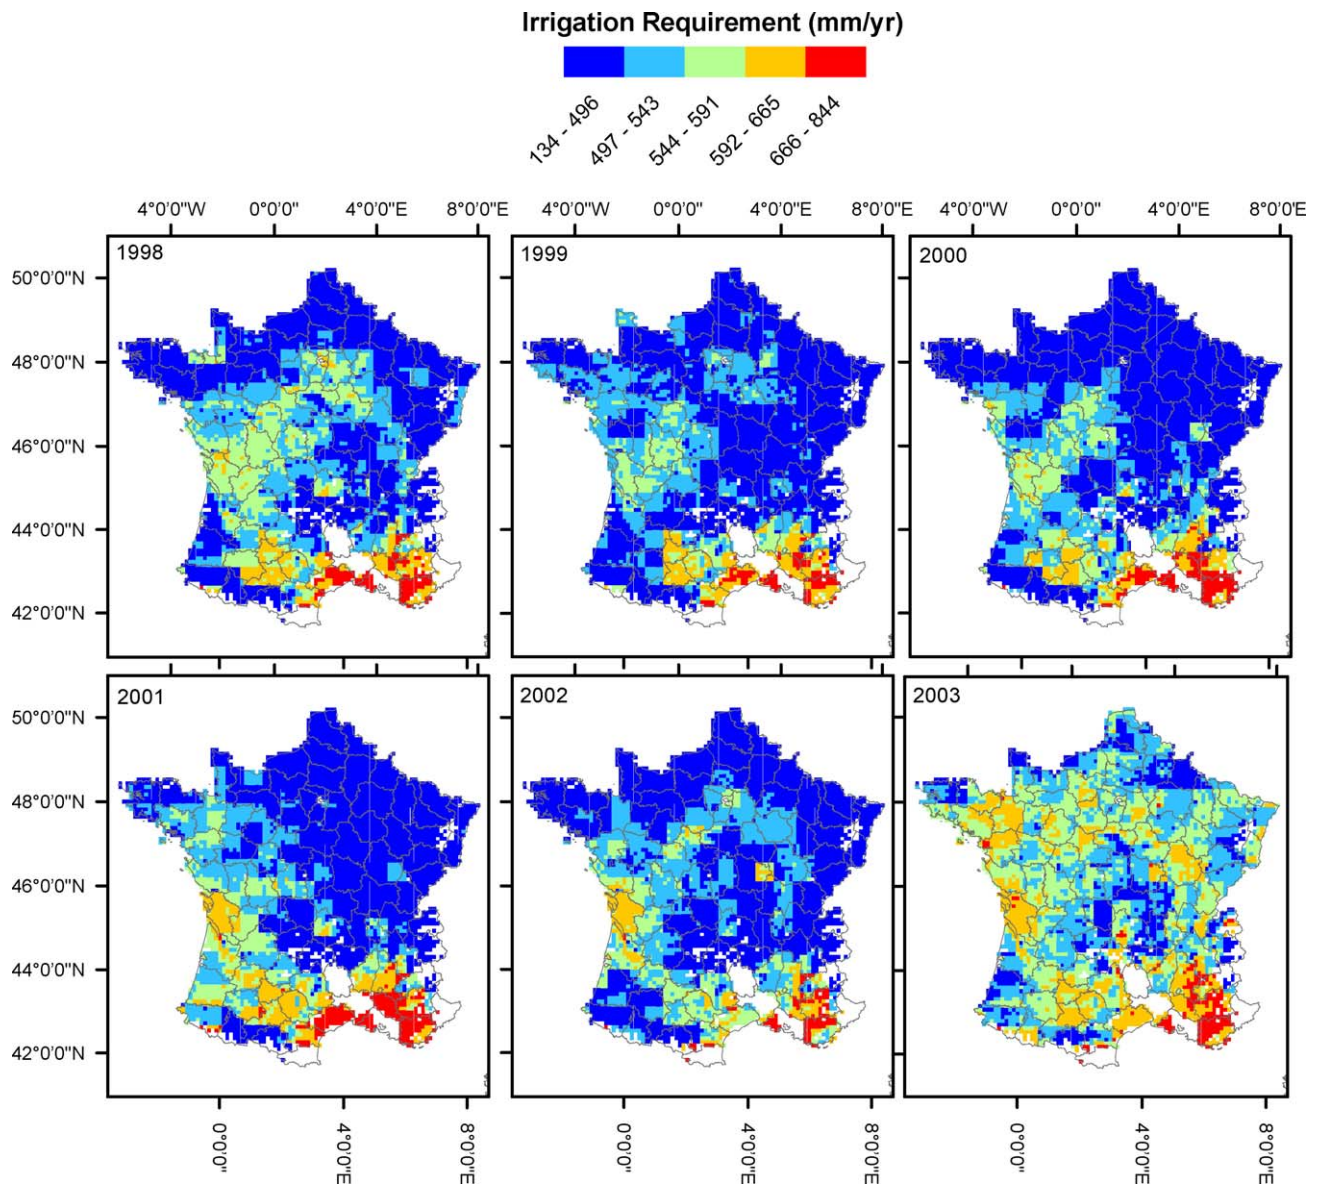 Irrigation Requirement (mm/yr)
134 - 496
497 - 543
544 - 591
592 - 665
666 - 844
4°0'0"W 0°0'0" 4°0'0"E 8°0'0"E 4°0'0"W 0°0'0" 4°0'0"E 8°0'0"E 4°0'0"W 0°0'0" 4°0'0"E 8°0'0"E
1998 1999 2000
50°0'0"N
48°0'0"N
46°0'0"N
44°0'0"N
42°0'0"N
2001 2002 2003
50°0'0"N
48°0'0"N
46°0'0"N
44°0'0"N
42°0'0"N
0°0'0" 4°0'0"E 8°0'0"E 0°0'0" 4°0'0"E 8°0'0"E 0°0'0" 4°0'0"E 8°0'0"E